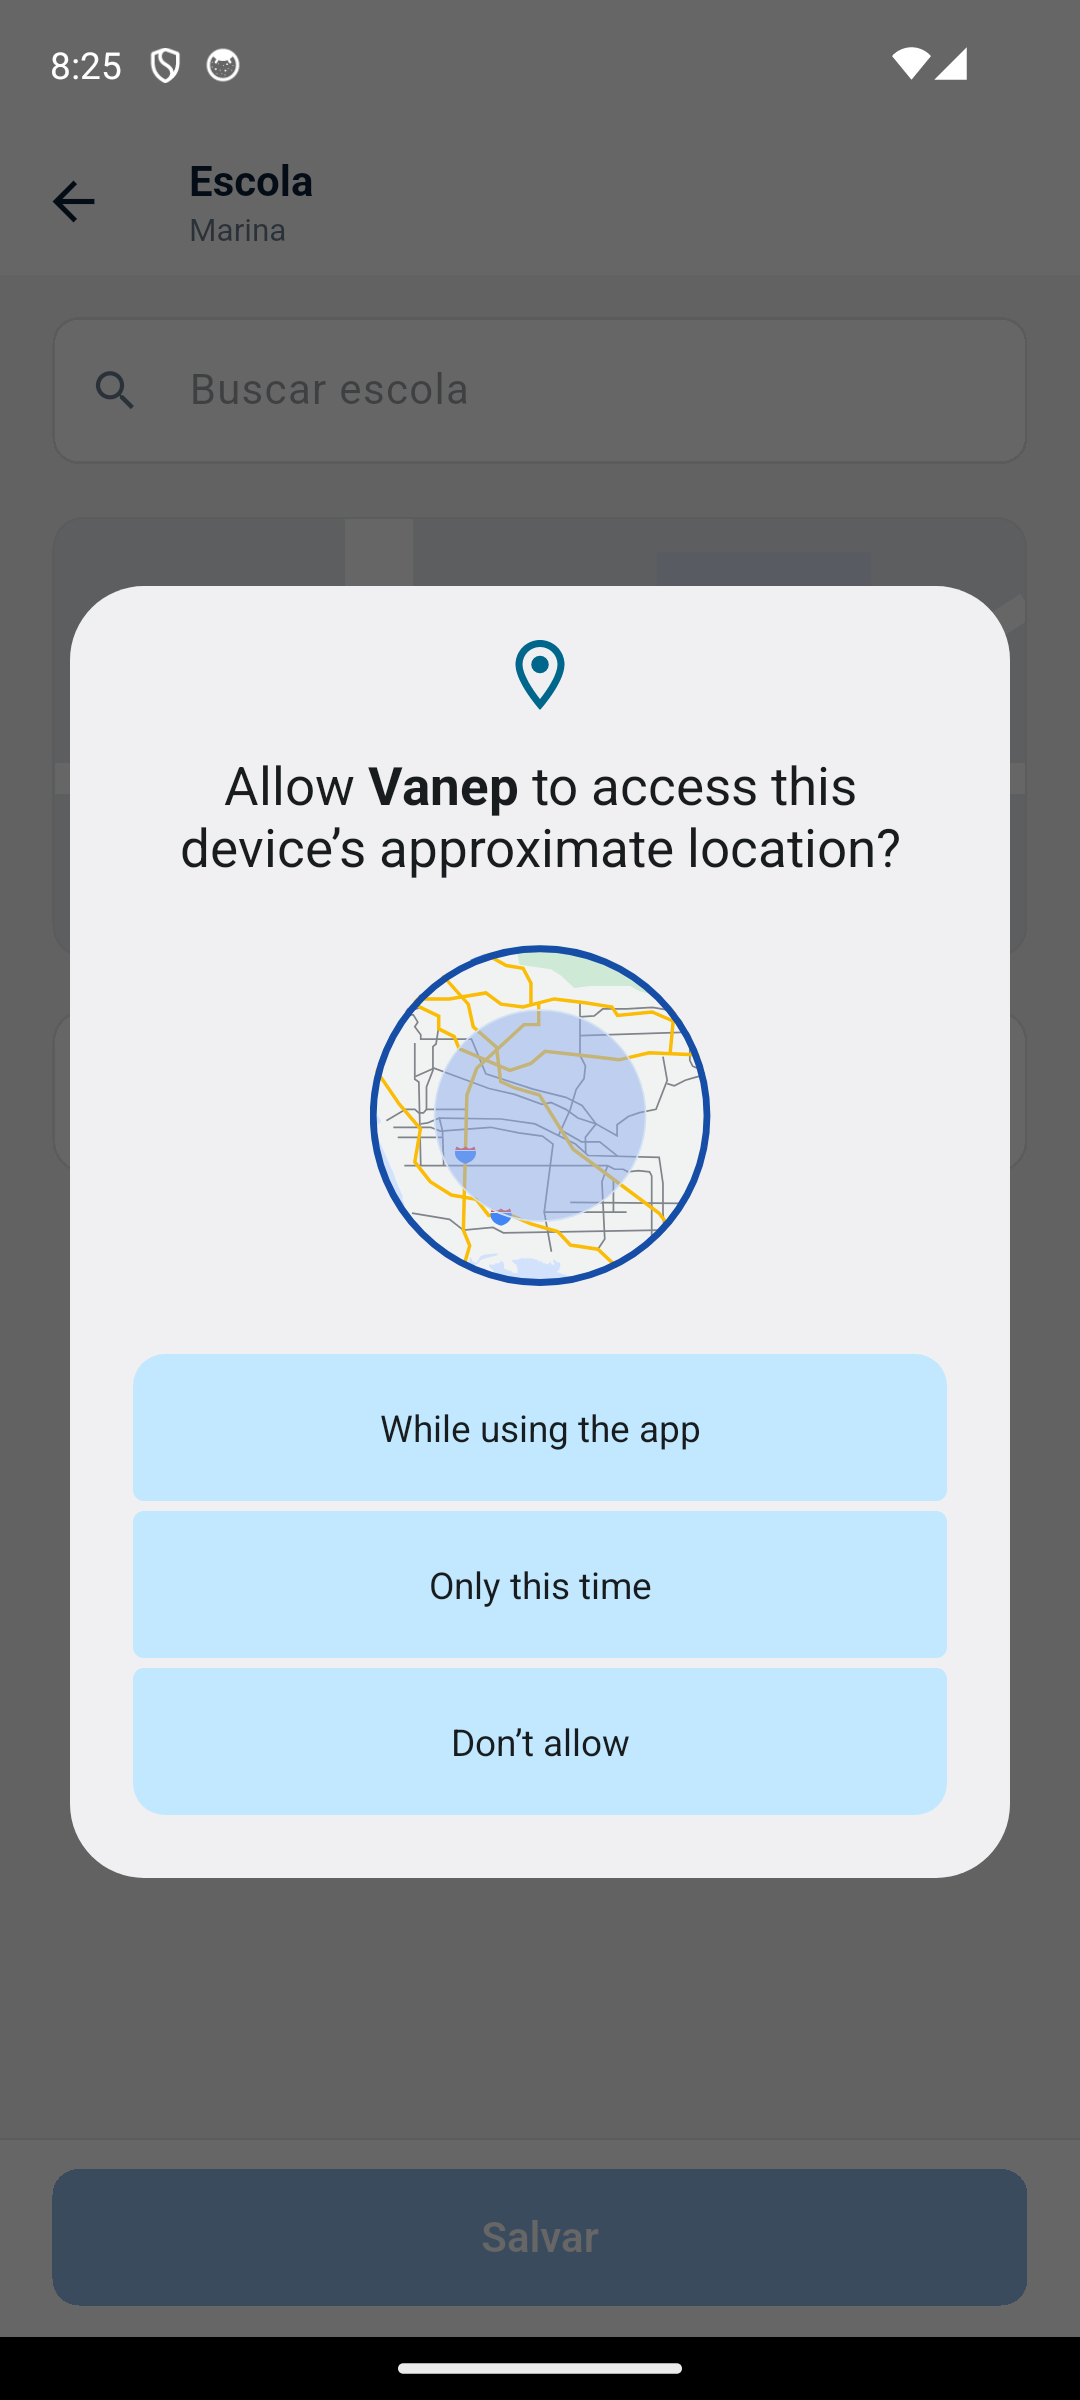 8:25
Escola
Marina
Buscar escola
Allow Vanep to access this
device’s approximate location?
While using the app
Only this time
Don’t allow
Salvar